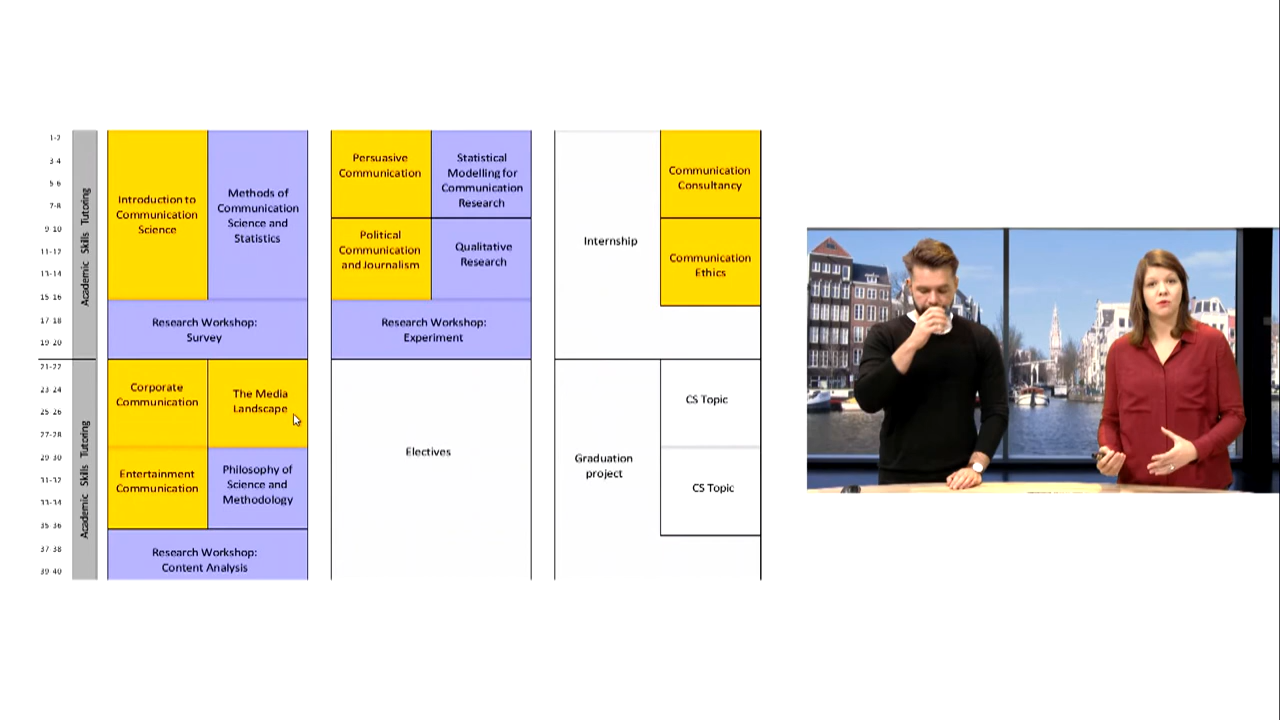 1-2
3 4
5 6
7-8
9 10
11-12
13-14
15 16
17 18
19 20
21-22
23 24
25 26
27-28
29 30
35 36
37 38
39 40
Academic Skills Tutoring
Academic Skills Tutoring
Introduction to
Communication
Science
Methods of
Communication
Science and
Statistics
Research Workshop:
Survey
Corporate
Communication
The Media
Landscape
Entertainment
Communication
Philosophy of
Science and
Methodology
Research Workshop:
Content Analysis
Persuasive
Communication
Statistical
Modelling for
Communication
Research
Political
Communication
and Journalism
Qualitative
Research
Research Workshop:
Experiment
Electives
Internship
Communication
Consultancy
Communication
Ethics
Graduation
project
CS Topic
CS Topic